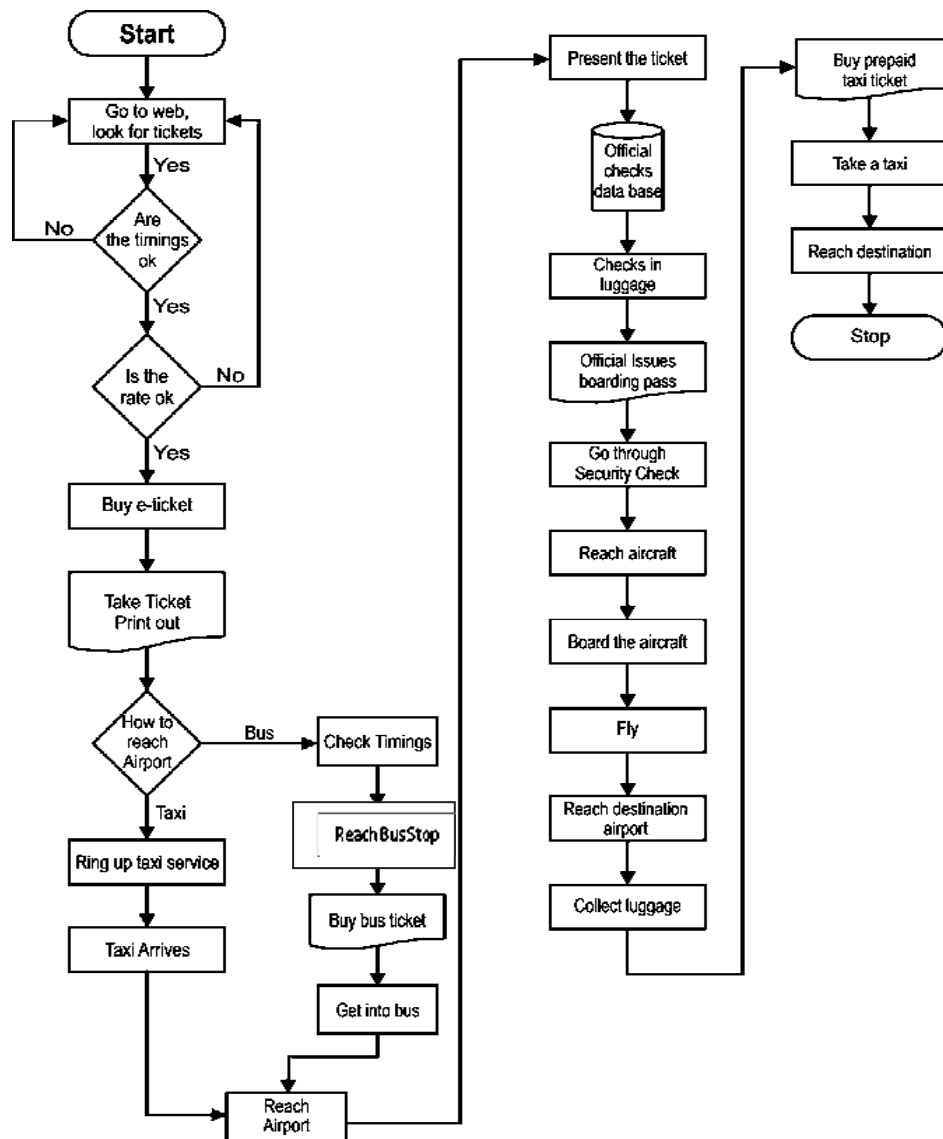 Start
Go to web,
look for tickets
Yes
No
Are
the timings
ok
Yes
Is the
rate ok
No
Yes
Buy e-ticket
Take Ticket
Print out
How to
reach
Airport
Bus
Check Timings
Taxi
Reach Bus Stop
Ring up taxi service
Buy bus ticket
Taxi Arrives
Get into bus
Reach
Airport
Present the ticket
Official
checks
data base
Checks in
luggage
Official Issues
boarding pass
Go through
Security Check
Reach aircraft
Board the aircraft
Fly
Reach destination
airport
Collect luggage
Buy prepaid
taxi ticket
Take a taxi
Reach destination
Stop